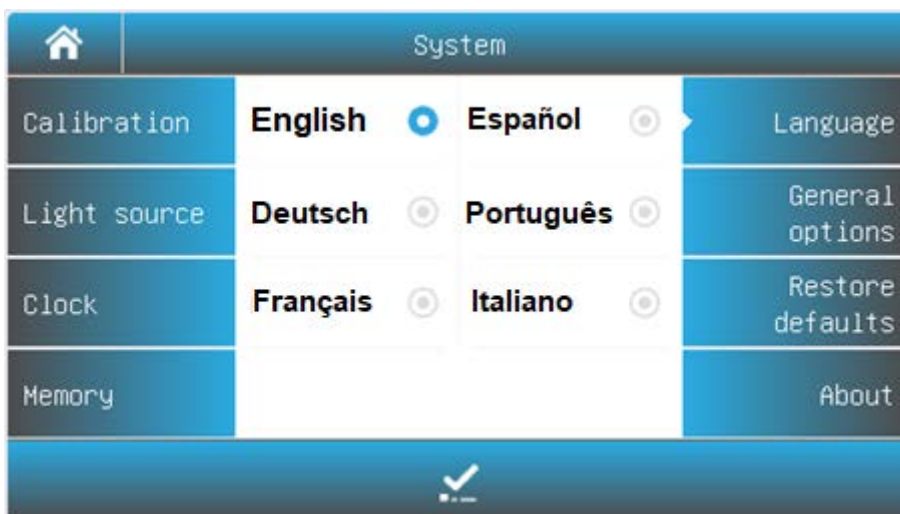 System
Calibration
English
Español
Language
Light source
Deutsch
Português
General
options
Clock
Français
Italiano
Restore
defaults
Memory
About